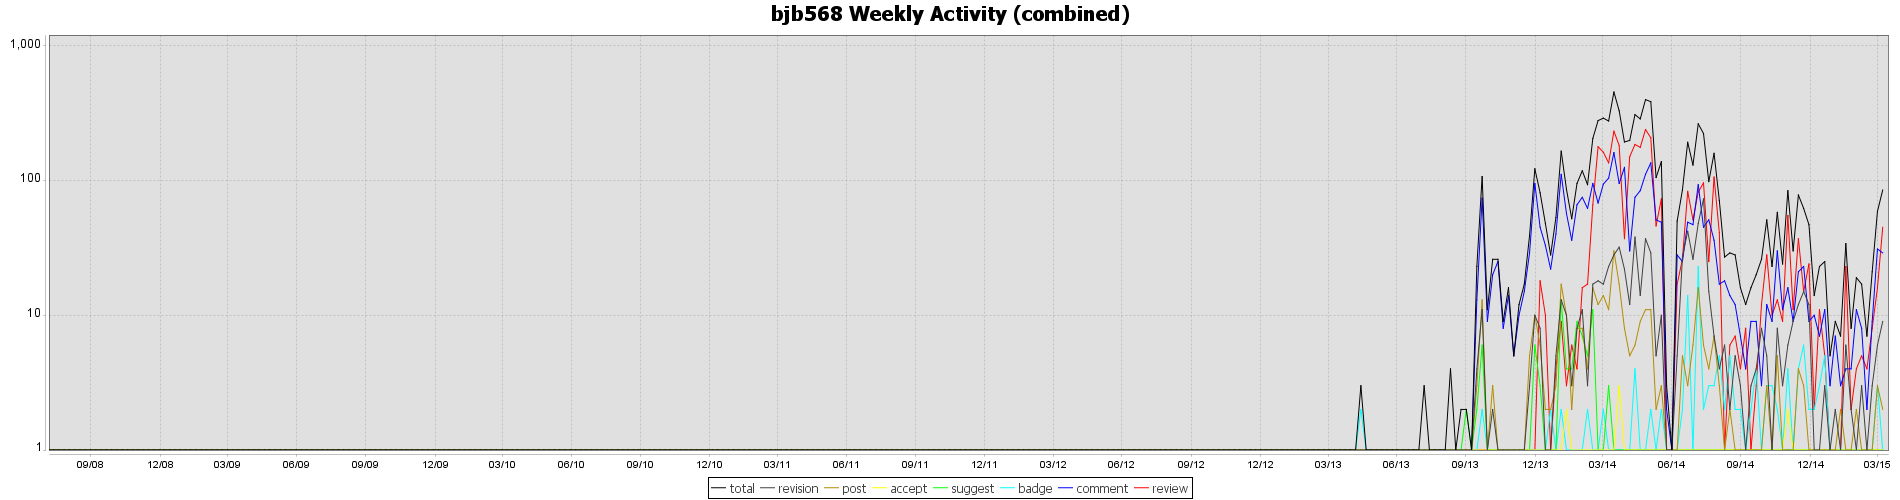 bjb568 Weekly Activity (combined)
1,000
100
10
1
09/08 12/08 03/09 06/09 09/09 12/09 03/10 06/10 09/10 12/10 03/11 06/11 09/11 12/11 03/12 06/12 09/12 12/12 03/13 06/13 09/13 12/13 03/14 06/14 09/14 12/14 03/15
total revision post accept suggest badge comment review